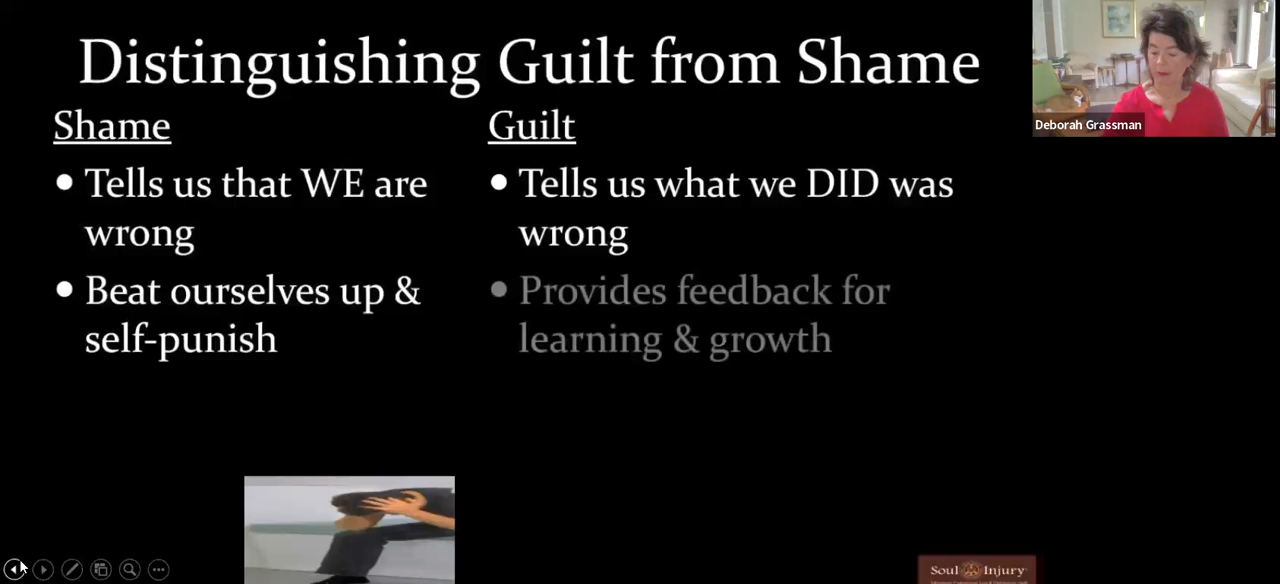 Distinguishing Guilt from Shame
Deborah Grassman
Shame
• Tells us that WE are
wrong
• Beat ourselves up &
self-punish
Guilt
• Tells us what we DID was
wrong
• Provides feedback for
learning & growth
Soul Injury